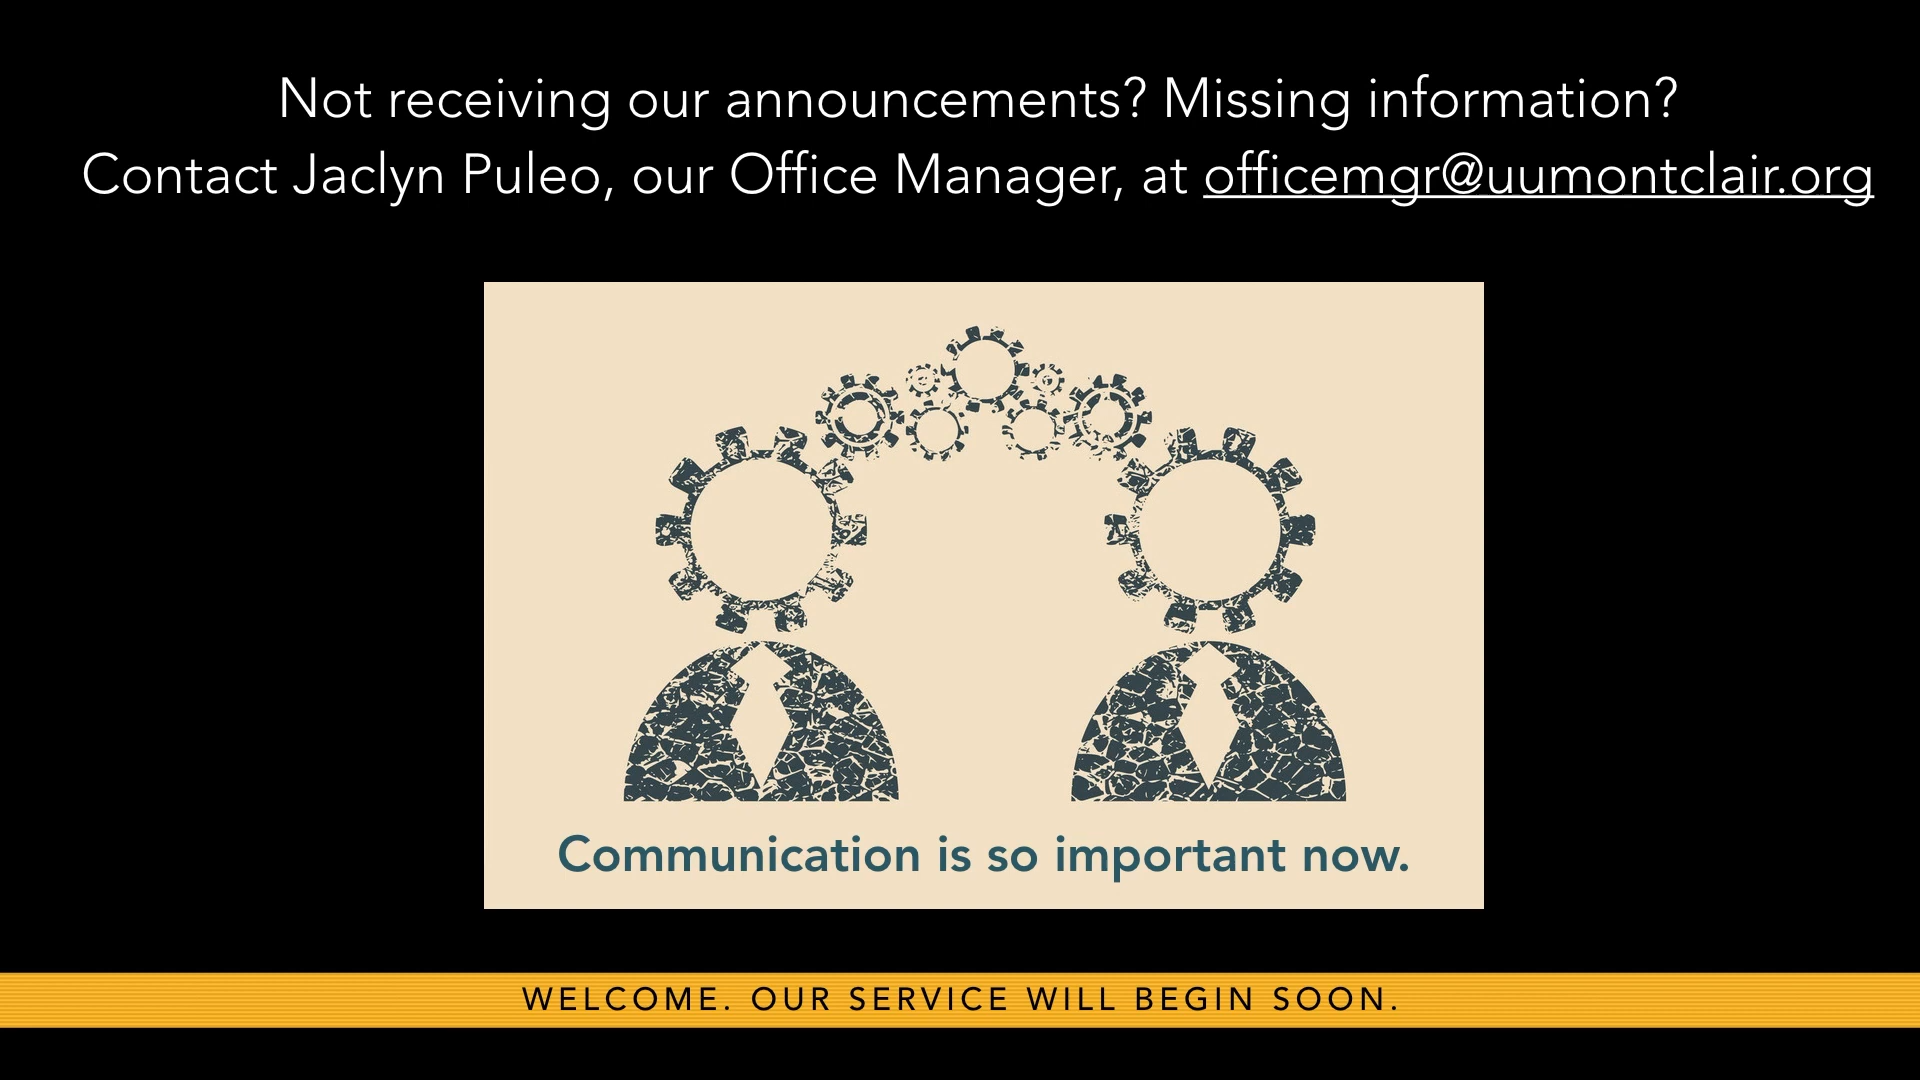 Not receiving our announcements? Missing information?
Contact Jaclyn Puleo, our Office Manager, at officemgr@uumontclair.org
Communication is so important now.
WELCOME. OUR SERVICE WILL BEGIN SOON.